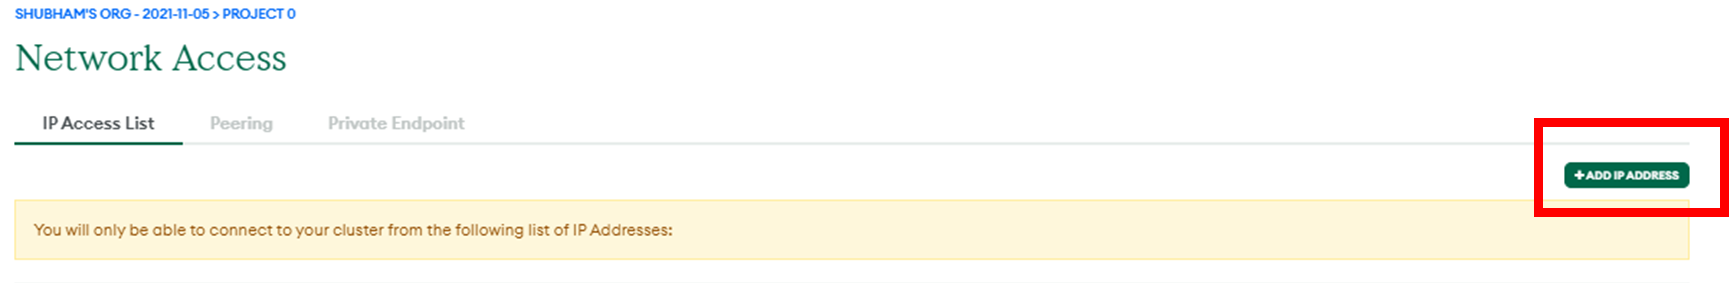 SHUBHAM'S ORG - 2021-11-05 > PROJECT 0
Network Access
IP Access List
Peering
Private Endpoint
+ ADD IP ADDRESS
You will only be able to connect to your cluster from the following list of IP Addresses: